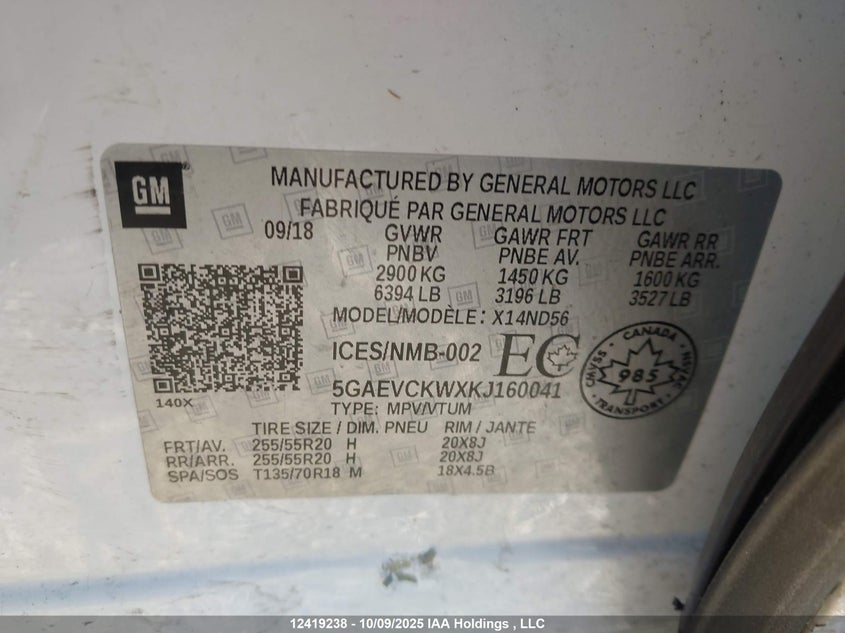 GM
MANUFACTURED BY GENERAL MOTORS LLC
FABRIQUÉ PAR GENERAL MOTORS LLC
09/18 GVWR GAWR FRT GAWR RR
PNBV PNBE AV. PNBE ARR.
2900 KG 1450 KG 1600 KG
6394 LB 3196 LB 3527 LB
MODEL/MODÈLE: X14ND56
ICES/NMB-002 EC
5GAEVCKWXKJ160041
140X
TYPE: MPV/VTUM
CANADA
CMVSS 985 NSVAC
TRANSPORT
TIRE SIZE / DIM. PNEU RIM / JANTE
FRT/AV. 255/55R20 H 20X8J
RR/ARR. 255/55R20 H 20X8J
SPA/SOS T135/70R18 M 18X4.5B
12419238 - 10/09/2025 IAA Holdings , LLC